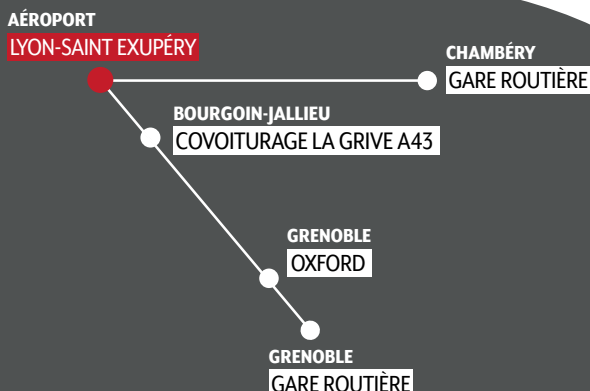 AÉROPORT
LYON-SAINT EXUPÉRY
CHAMBÉRY
GARE ROUTIÈRE
BOURGOIN-JALLIEU
COVOITURAGE LA GRIVE A43
GRENOBLE
OXFORD
GRENOBLE
GARE ROUTIÈRE